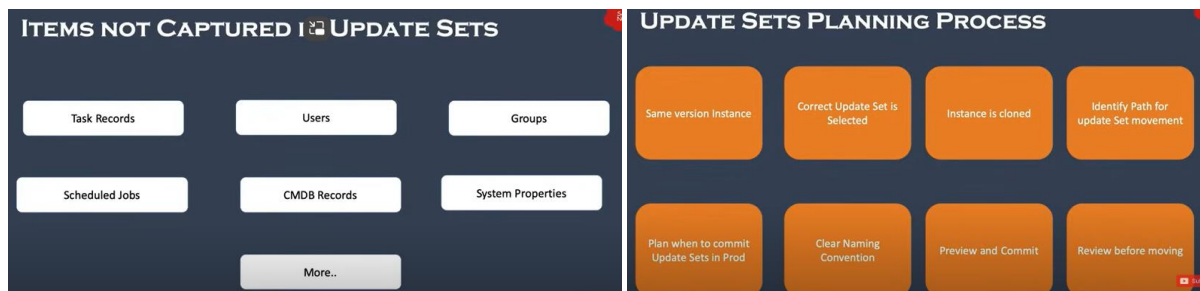 ITEMS NOT CAPTURED I UPDATE SETS
Task Records
Users
Groups
Scheduled Jobs
CMDB Records
System Properties
More..
UPDATE SETS PLANNING PROCESS
Same version Instance
Correct Update Set is
Selected
Instance is cloned
Identify Path for
update Set movement
Plan when to commit
Update Sets in Prod
Clear Naming
Convention
Preview and Commit
Review before moving